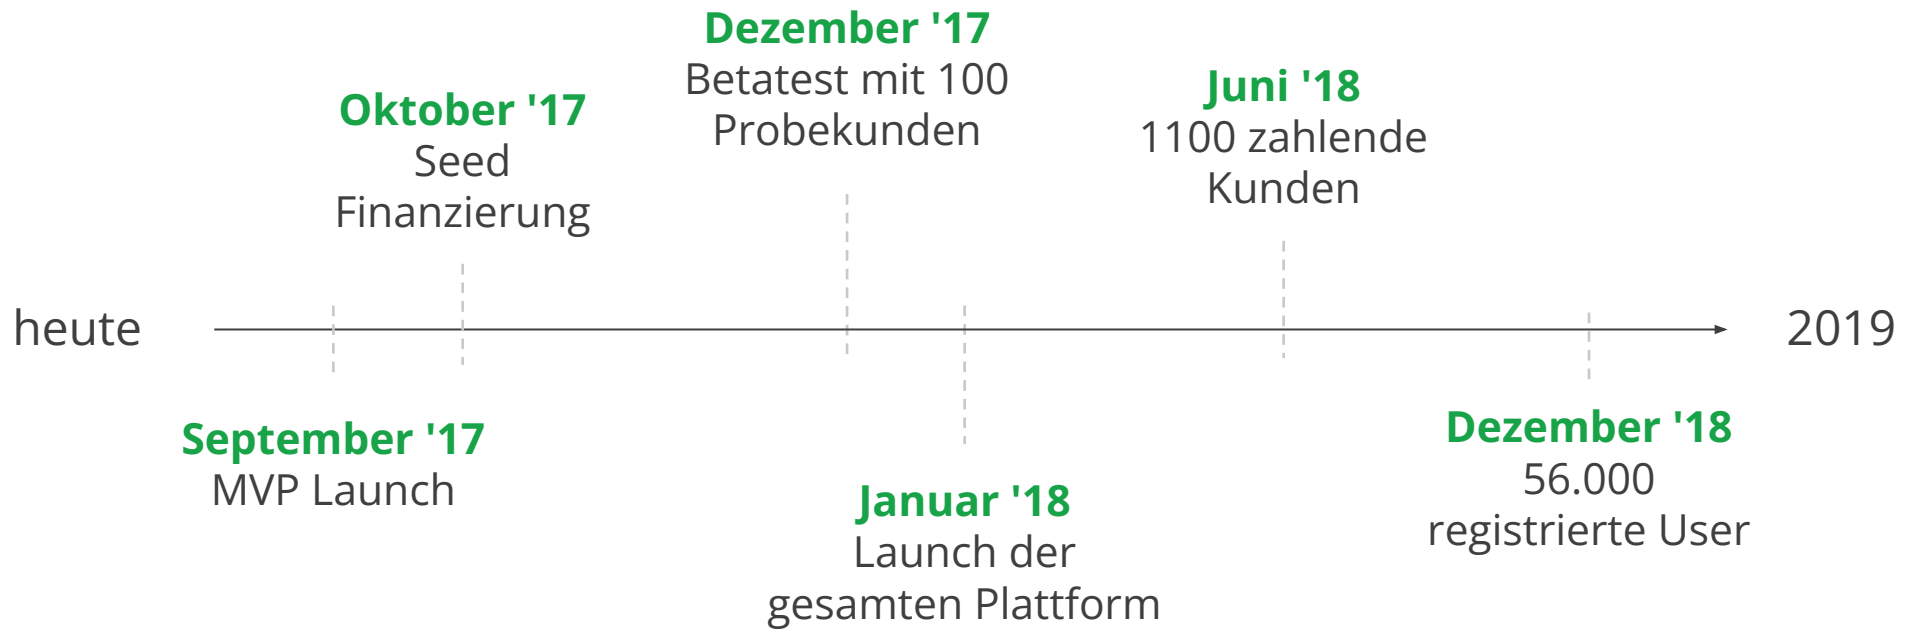 heute
September '17
MVP Launch
Oktober '17
Seed
Finanzierung
Dezember '17
Betatest mit 100
Probekunden
Januar '18
Launch der
gesamten Plattform
Juni '18
1100 zahlende
Kunden
Dezember '18
56.000
registrierte User
2019